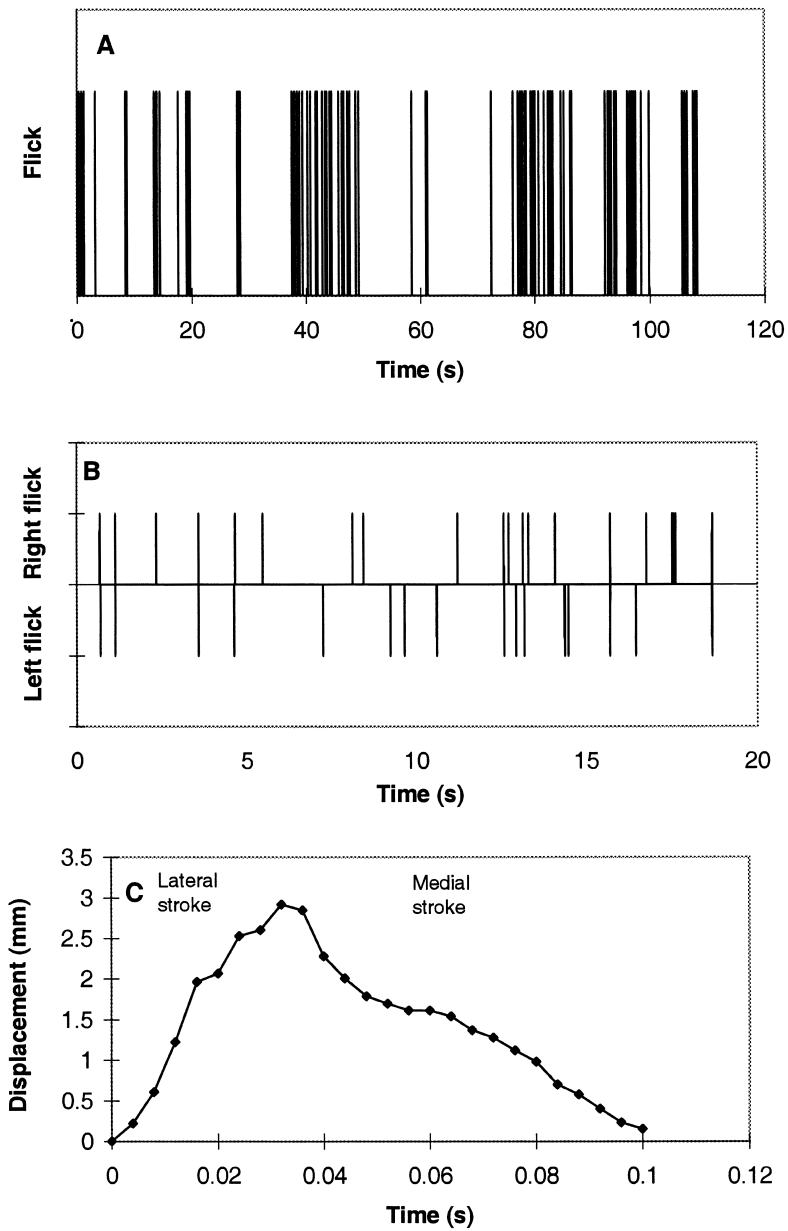 A
Flick
0 20 40 60 80 100 120
Time (s)
B
Right flick
Left flick
0 5 10 15 20
Time (s)
3.5
3
2.5
2
1.5
1
0.5
0
C
Lateral
stroke
Medial
stroke
Displacement (mm)
0 0.02 0.04 0.06 0.08 0.1 0.12
Time (s)